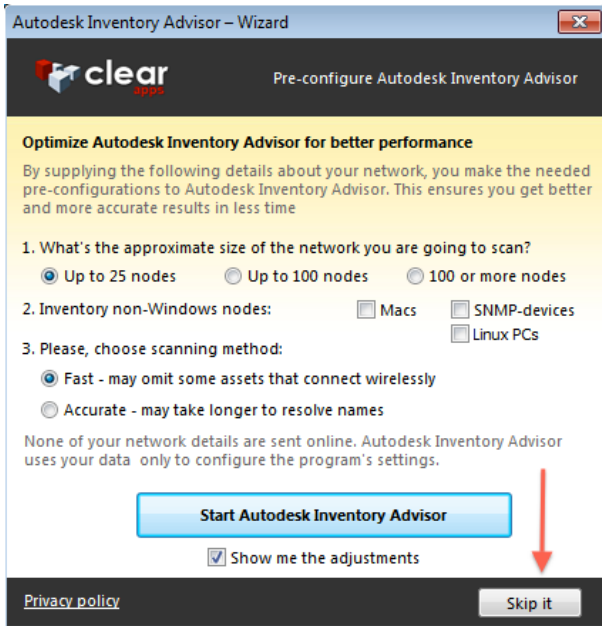 Autodesk Inventory Advisor – Wizard
clear
apps
Pre-configure Autodesk Inventory Advisor
Optimize Autodesk Inventory Advisor for better performance
By supplying the following details about your network, you make the needed
pre-configurations to Autodesk Inventory Advisor. This ensures you get better
and more accurate results in less time
1. What's the approximate size of the network you are going to scan?
Up to 25 nodes Up to 100 nodes 100 or more nodes
2. Inventory non-Windows nodes: Macs SNMP-devices
Linux PCs
3. Please, choose scanning method:
Fast - may omit some assets that connect wirelessly
Accurate - may take longer to resolve names
None of your network details are sent online. Autodesk Inventory Advisor
uses your data only to configure the program's settings.
Start Autodesk Inventory Advisor
Show me the adjustments
Privacy policy Skip it